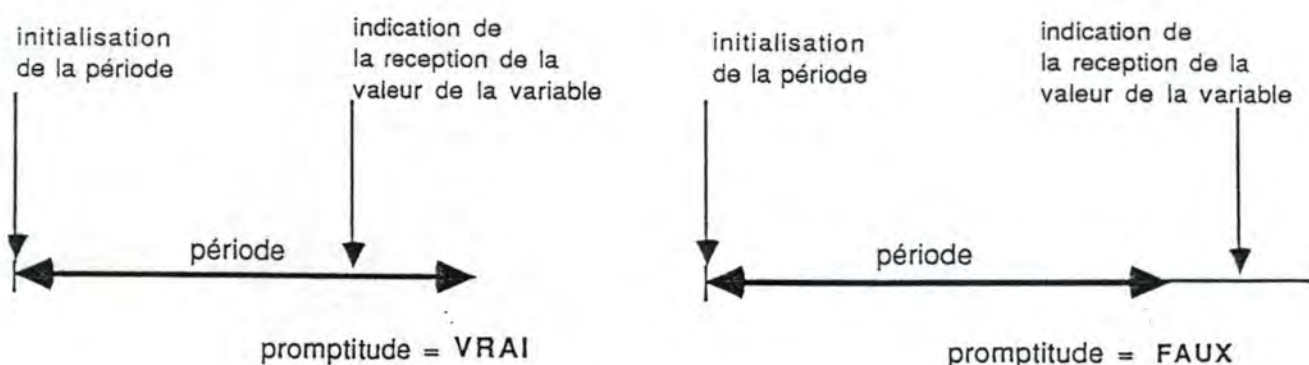 initialisation
de la période
indication de
la reception de la
valeur de la variable
période
promptitude = VRAI
initialisation
de la période
indication de
la reception de la
valeur de la variable
période
promptitude = FAUX